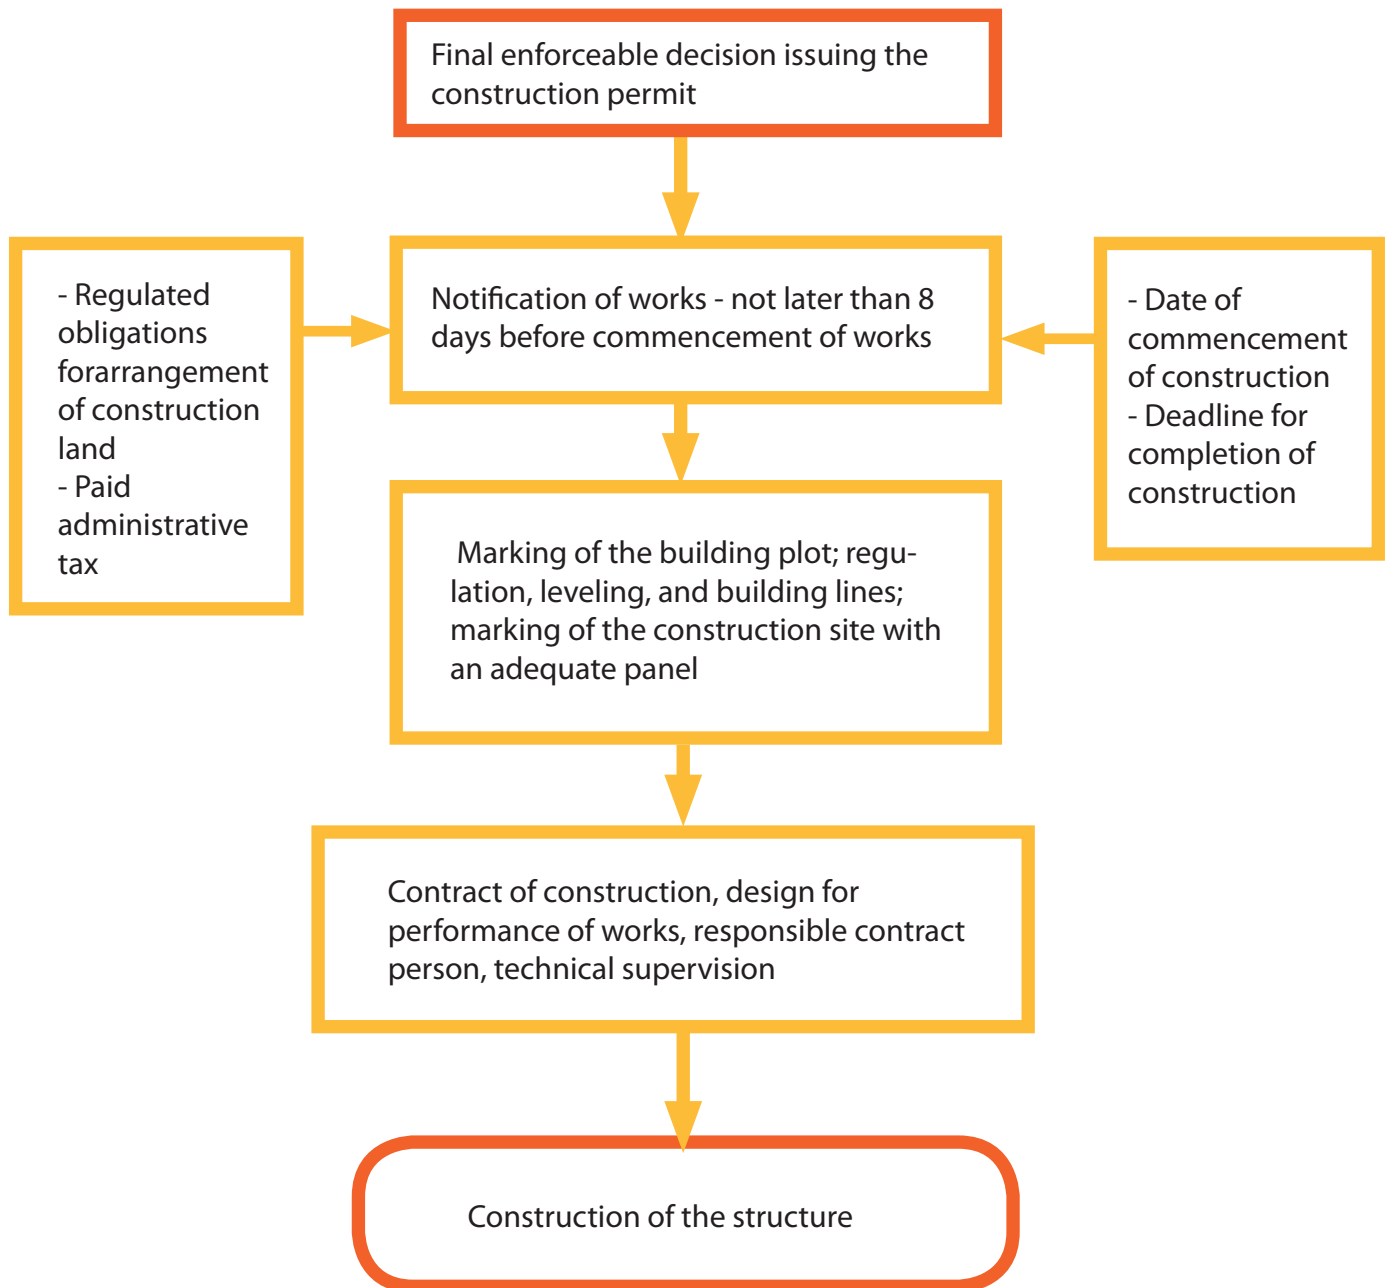 Final enforceable decision issuing the
construction permit
- Regulated
obligations
forarrangement
of construction
land
- Paid
administrative
tax
Notification of works - not later than 8
days before commencement of works
- Date of
commencement
of construction
- Deadline for
completion of
construction
Marking of the building plot; regu-
lation, leveling, and building lines;
marking of the construction site with
an adequate panel
Contract of construction, design for
performance of works, responsible contract
person, technical supervision
Construction of the structure